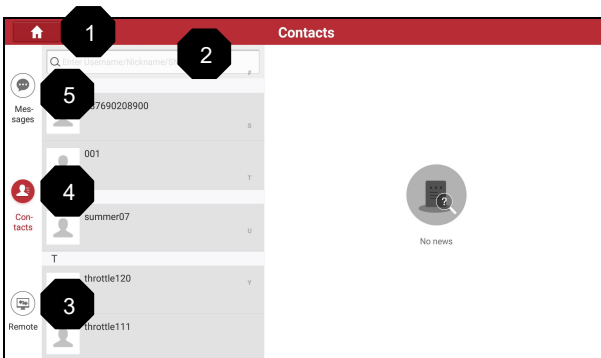 1
Contacts
2
Enter Username/Nickname/
#
5
Mes-
sages
7690208900
S
001
T
4
Con-
tacts
summer07
U
No news
T
throttle120
Y
3
Remote
throttle111